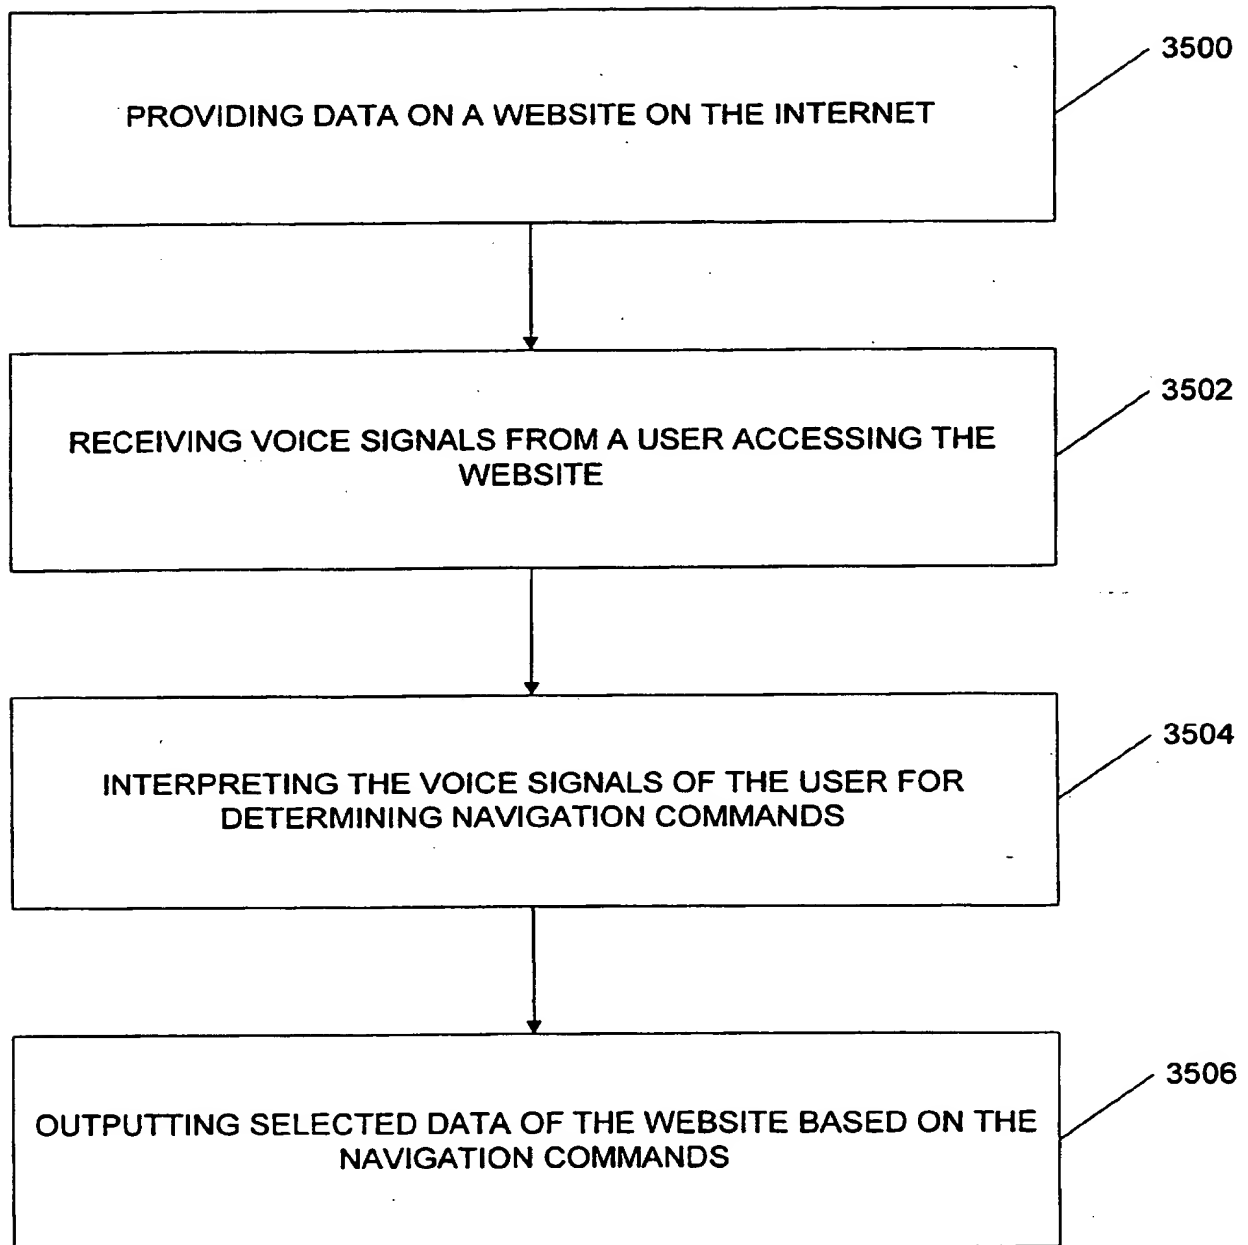 3500
PROVIDING DATA ON A WEBSITE ON THE INTERNET
3502
RECEIVING VOICE SIGNALS FROM A USER ACCESSING THE
WEBSITE
3504
INTERPRETING THE VOICE SIGNALS OF THE USER FOR
DETERMINING NAVIGATION COMMANDS
3506
OUTPUTTING SELECTED DATA OF THE WEBSITE BASED ON THE
NAVIGATION COMMANDS